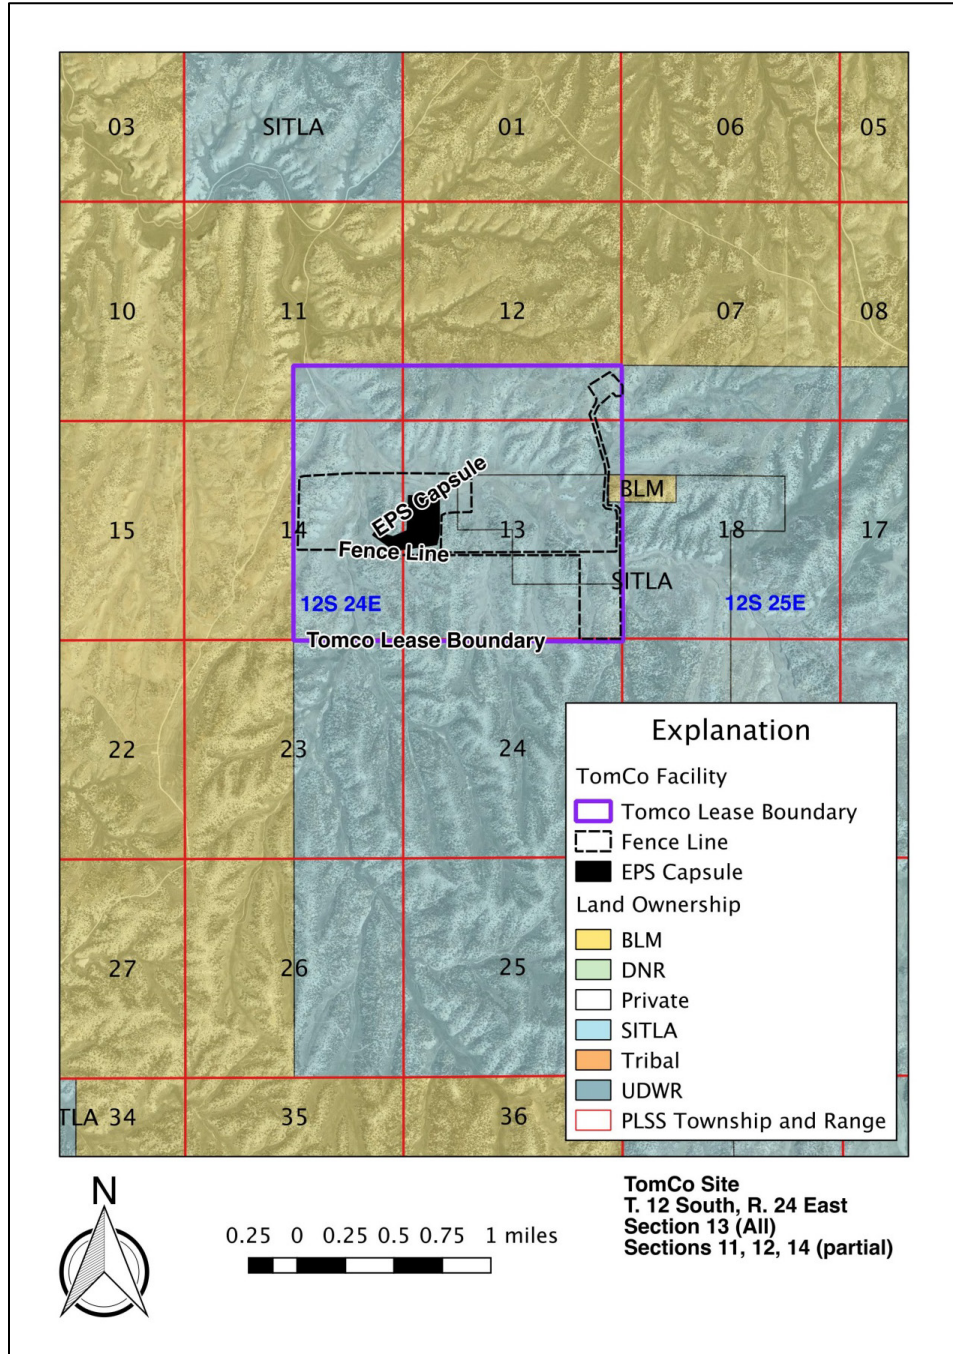 03
SITLA
01
06
05
10
11
12
07
08
EPS Capsule
BLM
15
14
13
18
17
Fence Line
SITLA
12S 24E
12S 25E
Tomco Lease Boundary
22
23
24
Explanation
TomCo Facility
Tomco Lease Boundary
Fence Line
EPS Capsule
Land Ownership
BLM
DNR
Private
SITLA
Tribal
UDWR
PLSS Township and Range
27
26
25
TLA 34
35
36
N
0.25 0 0.25 0.5 0.75 1 miles
TomCo Site
T. 12 South, R. 24 East
Section 13 (All)
Sections 11, 12, 14 (partial)